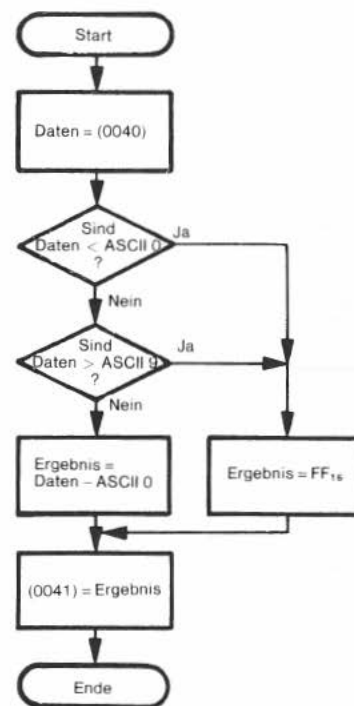 Start
Daten = (0040)
Sind
Daten < ASCII 0
?
Ja
Nein
Sind
Daten > ASCII 9
?
Ja
Nein
Ergebnis =
Daten – ASCII 0
Ergebnis = FF₁₆
(0041) = Ergebnis
Ende